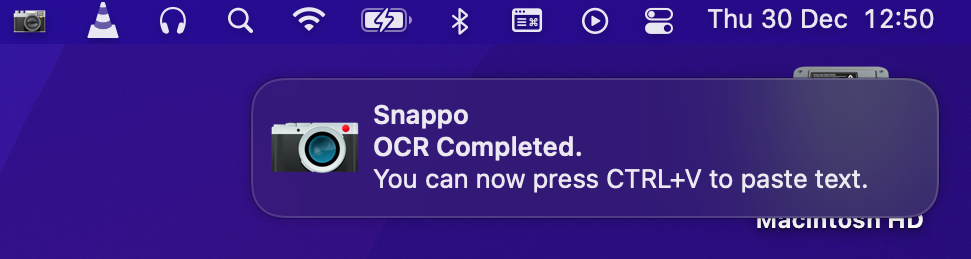 Thu 30 Dec 12:50
Snappo
OCR Completed.
You can now press CTRL+V to paste text.
Macintosh HD